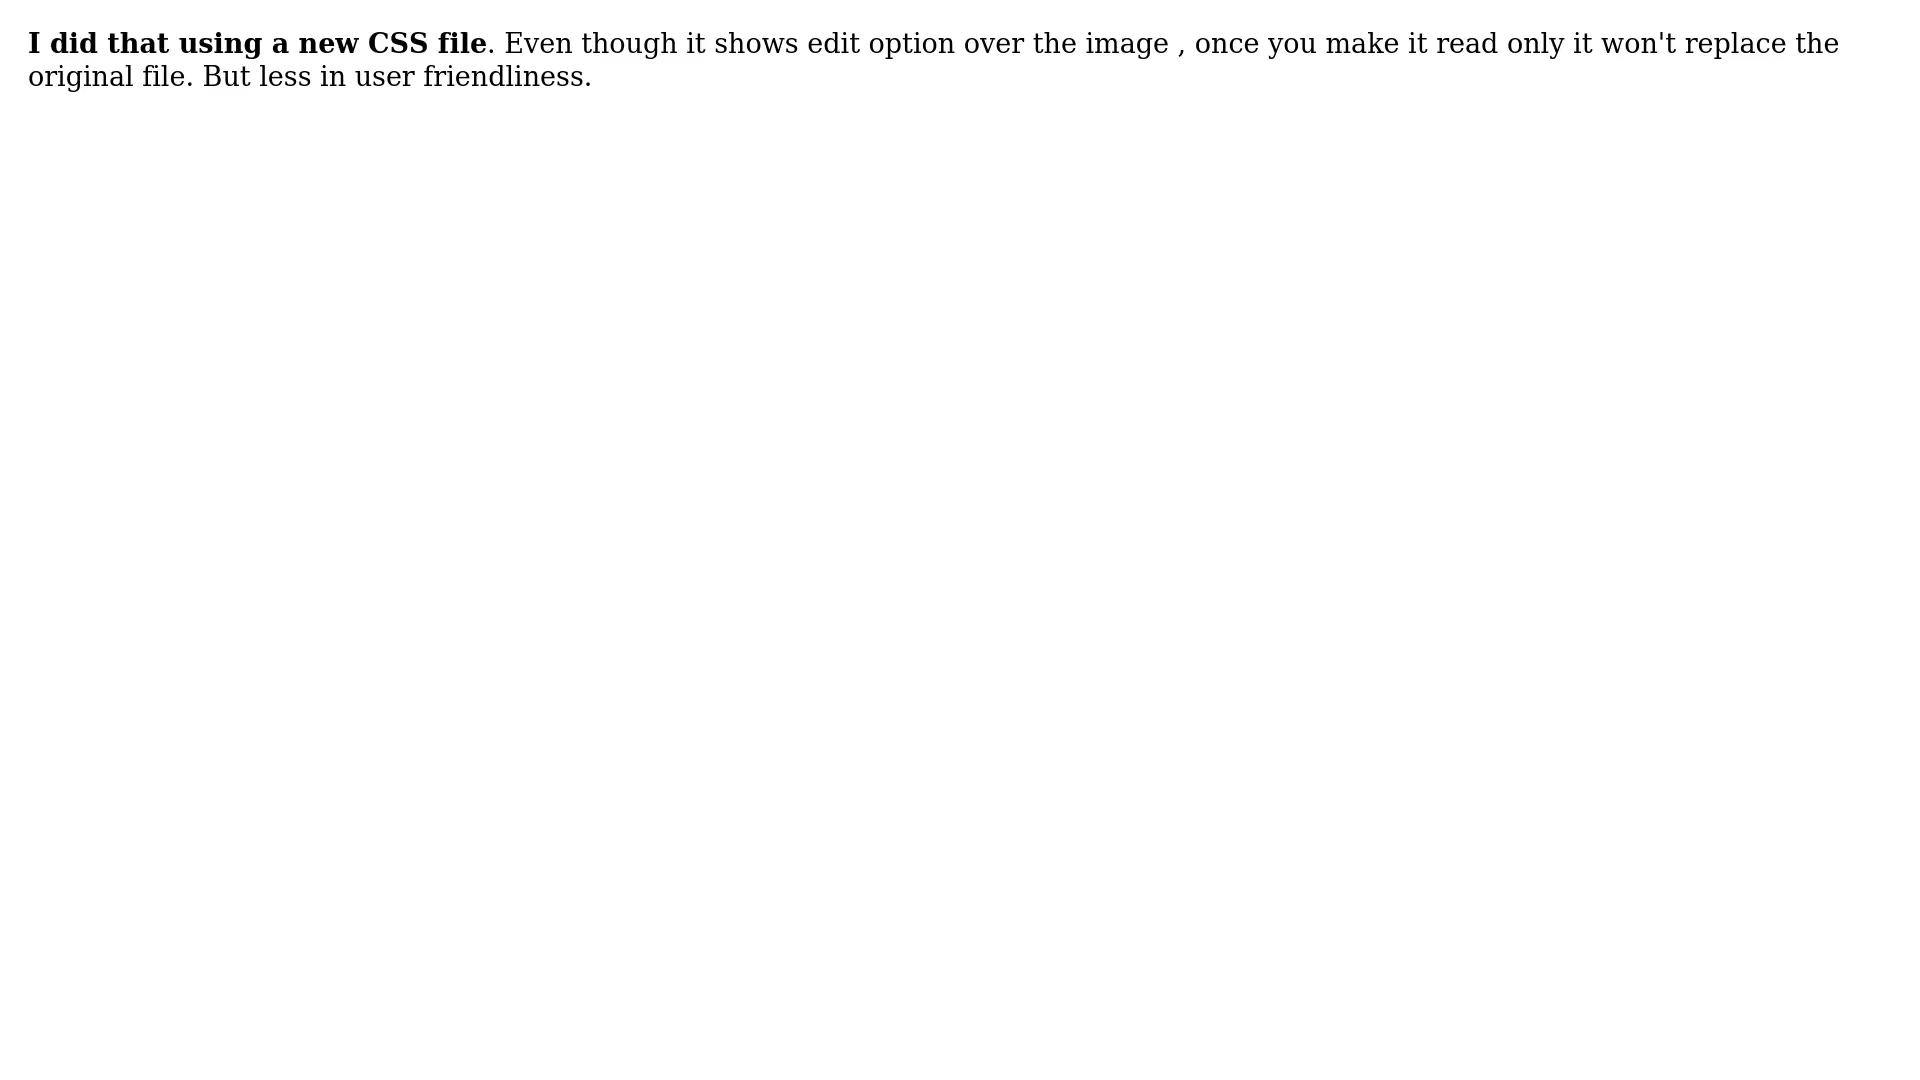 I did that using a new CSS file. Even though it shows edit option over the image , once you make it read only it won't replace the
original file. But less in user friendliness.